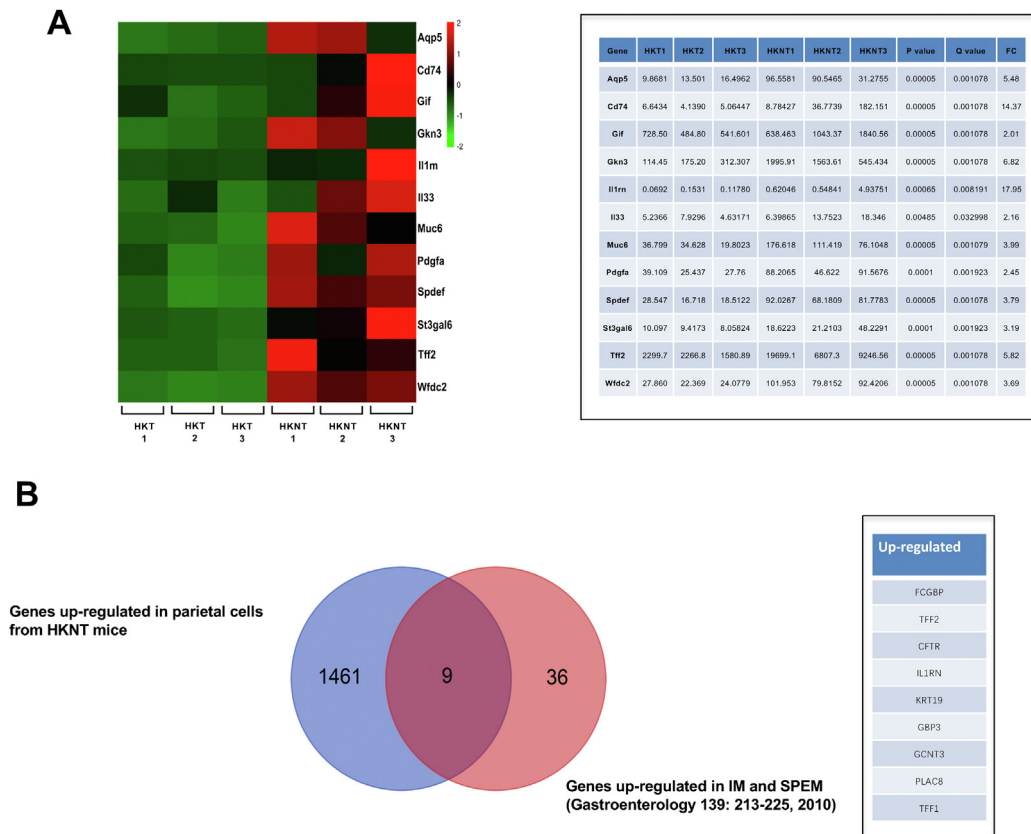 A
2
1
0
-1
-2
Aqp5
Cd74
Gif
Gkn3
Il1rn
Il33
Muc6
Pdgfa
Spdef
St3gal6
Tff2
Wfdc2
HKT HKT HKT HKNT HKNT HKNT
1 2 3 1 2 3
Gene HKT1 HKT2 HKT3 HKNT1 HKNT2 HKNT3 P value Q value FC
Aqp5 9.8681 13.501 16.4962 96.5581 90.5465 31.2755 0.00005 0.001078 5.48
Cd74 6.6434 4.1390 5.06447 8.78427 36.7739 182.151 0.00005 0.001078 14.37
Gif 728.50 484.80 541.601 638.463 1043.37 1840.56 0.00005 0.001078 2.01
Gkn3 114.45 175.20 312.307 1995.91 1563.61 545.434 0.00005 0.001078 6.82
Il1rn 0.0692 0.1531 0.11780 0.62046 0.54841 4.93751 0.00065 0.008191 17.95
Il33 5.2366 7.9296 4.63171 6.39865 13.7523 18.346 0.00485 0.032998 2.16
Muc6 36.799 34.628 19.8023 176.618 111.419 76.1048 0.00005 0.001079 3.99
Pdgfa 39.109 25.437 27.76 88.2065 46.622 91.5676 0.0001 0.001923 2.45
Spdef 28.547 16.718 18.5122 92.0267 68.1809 81.7783 0.00005 0.001078 3.79
St3gal6 10.097 9.4173 8.05824 18.6223 21.2103 48.2291 0.0001 0.001923 3.19
Tff2 2299.7 2266.8 1580.89 19699.1 6807.3 9246.56 0.00005 0.001078 5.82
Wfdc2 27.860 22.369 24.0779 101.953 79.8152 92.4206 0.00005 0.001078 3.69
B
Genes up-regulated in parietal cells
from HKNT mice
1461 9 36
Genes up-regulated in IM and SPEM
(Gastroenterology 139: 213-225, 2010)
Up-regulated
FCGBP
TFF2
CFTR
IL1RN
KRT19
GBP3
GCNT3
PLAC8
TFF1